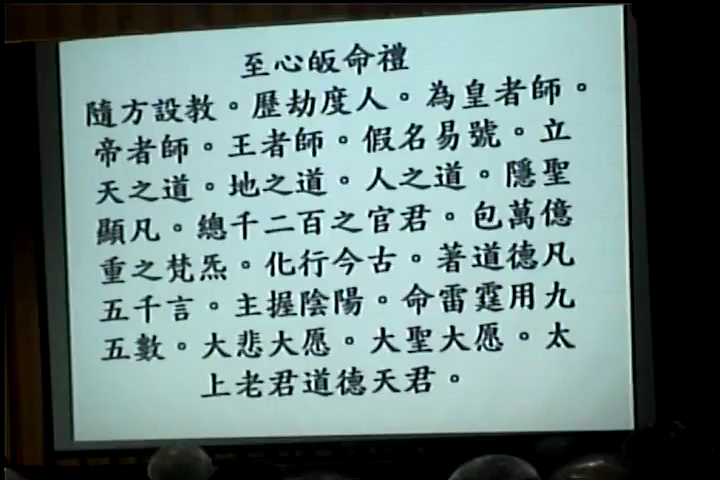 至心皈命禮
隨方設教。歷劫度人。為皇者師。
帝者師。王者師。假名易號。立
天之道。地之道。人之道。隱聖
顯凡。總千二百之官君。包萬億
重之梵炁。化行今古。著道德凡
五千言。主握陰陽。命雷霆用九
五數。大悲大愿。大聖大愿。太
上老君道德天君。